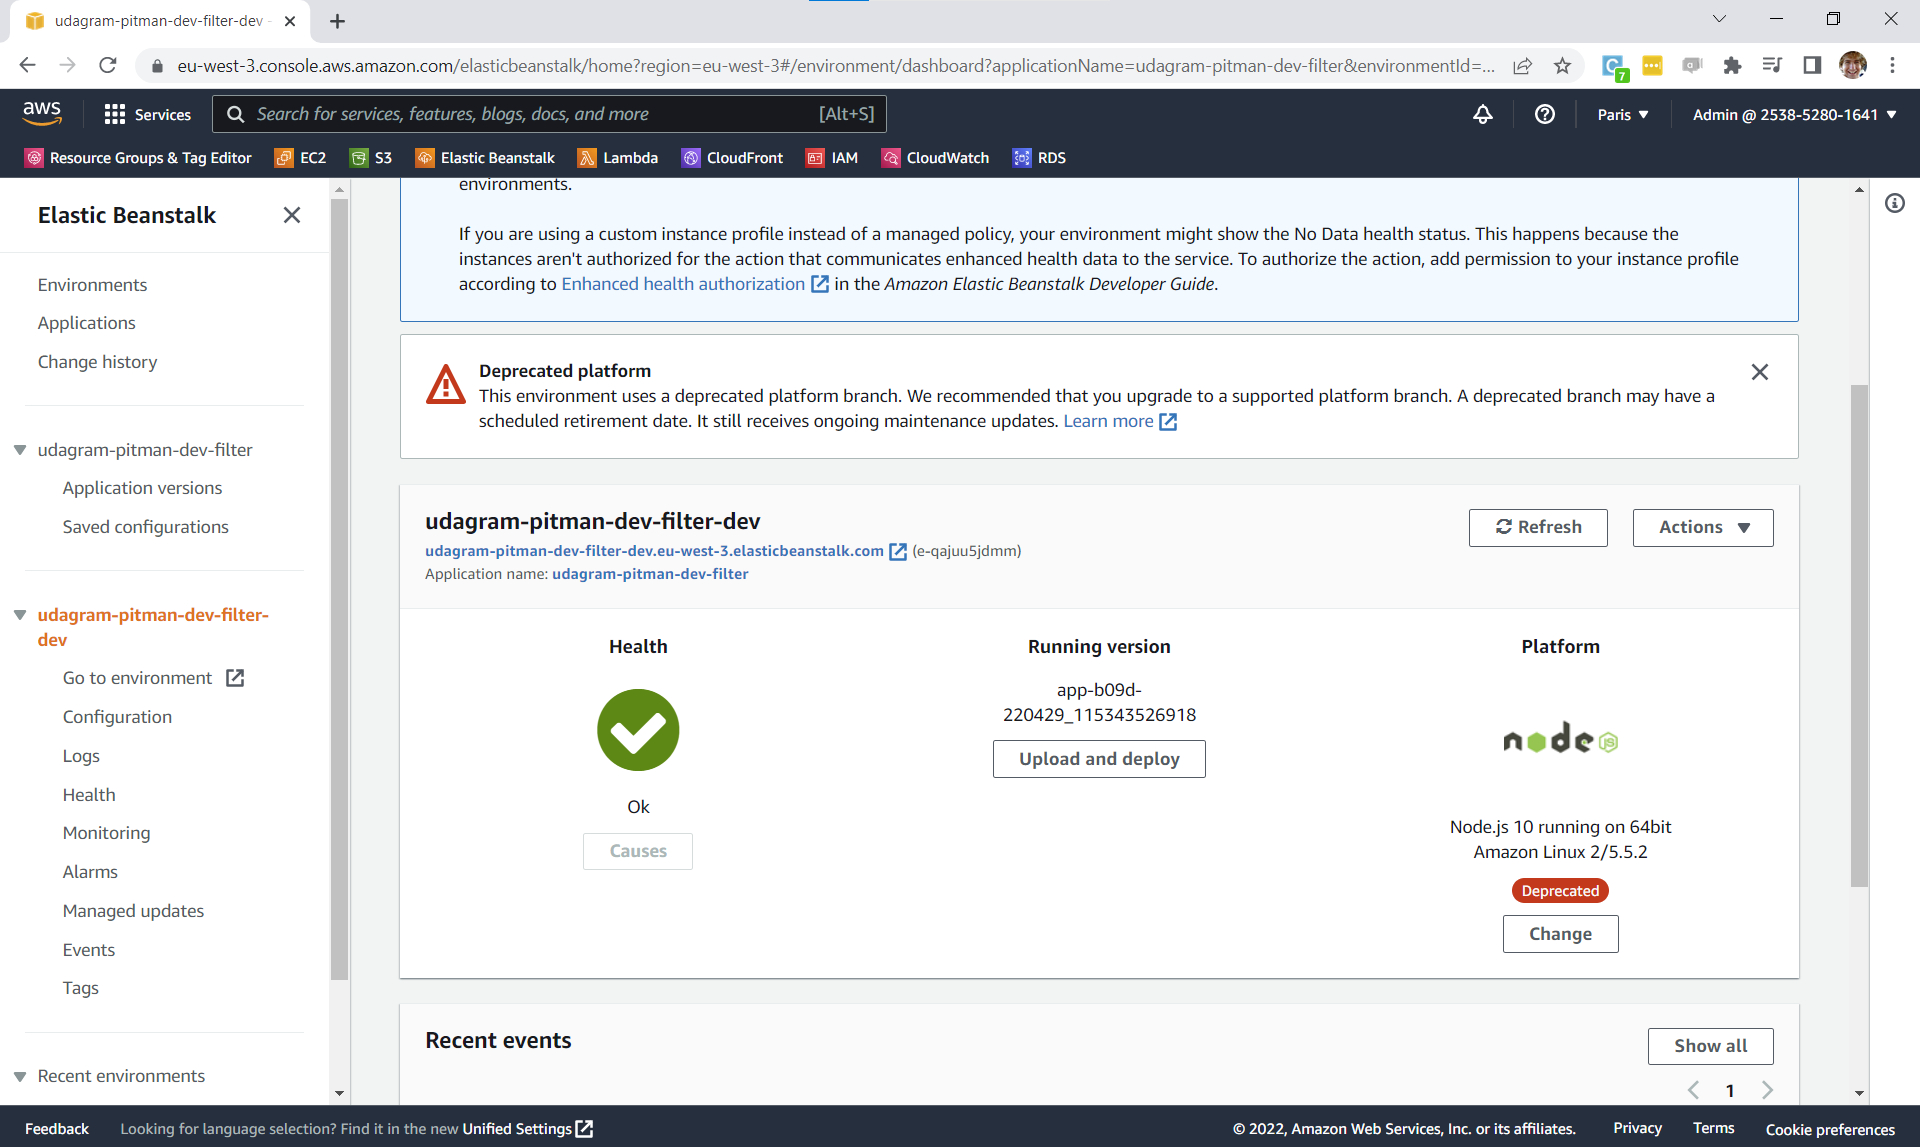 udagram-pitman-dev-filter-dev -
eu-west-3.console.aws.amazon.com/elasticbeanstalk/home?region=eu-west-3#/environment/dashboard?applicationName=udagram-pitman-dev-filter&environmentId=...
7
aws
Services
Search for services, features, blogs, docs, and more
[Alt+S]
Paris
Admin @ 2538-5280-1641
Resource Groups & Tag Editor
EC2
S3
Elastic Beanstalk
Lambda
CloudFront
IAM
CloudWatch
RDS
Elastic Beanstalk
Environments
Applications
Change history
udagram-pitman-dev-filter
Application versions
Saved configurations
udagram-pitman-dev-filter-
dev
Go to environment
Configuration
Logs
Health
Monitoring
Alarms
Managed updates
Events
Tags
Recent environments
environments.
If you are using a custom instance profile instead of a managed policy, your environment might show the No Data health status. This happens because the
instances aren't authorized for the action that communicates enhanced health data to the service. To authorize the action, add permission to your instance profile
according to Enhanced health authorization in the Amazon Elastic Beanstalk Developer Guide.
Deprecated platform
This environment uses a deprecated platform branch. We recommended that you upgrade to a supported platform branch. A deprecated branch may have a
scheduled retirement date. It still receives ongoing maintenance updates. Learn more
udagram-pitman-dev-filter-dev
udagram-pitman-dev-filter-dev.eu-west-3.elasticbeanstalk.com (e-qajuu5jdmm)
Application name: udagram-pitman-dev-filter
Refresh
Actions
Health
Ok
Causes
Running version
app-b09d-
220429_115343526918
Upload and deploy
Platform
node JS
Node.js 10 running on 64bit
Amazon Linux 2/5.5.2
Deprecated
Change
Recent events
Show all
1
Feedback
Looking for language selection? Find it in the new Unified Settings
© 2022, Amazon Web Services, Inc. or its affiliates.
Privacy
Terms
Cookie preferences